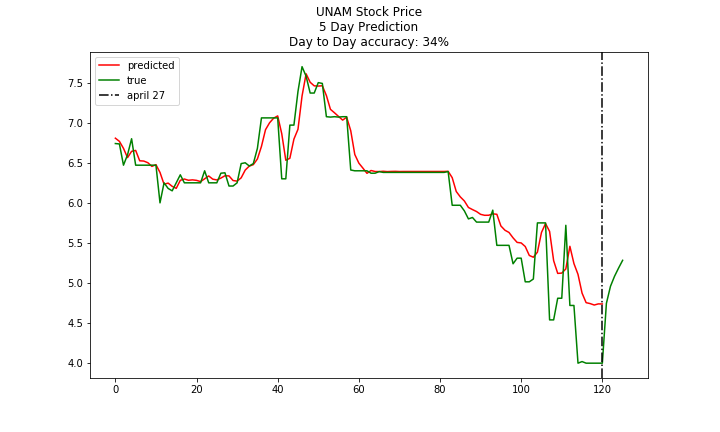 UNAM Stock Price
5 Day Prediction
Day to Day accuracy: 34%
predicted
true
april 27
7.5
7.0
6.5
6.0
5.5
5.0
4.5
4.0
0
20
40
60
80
100
120